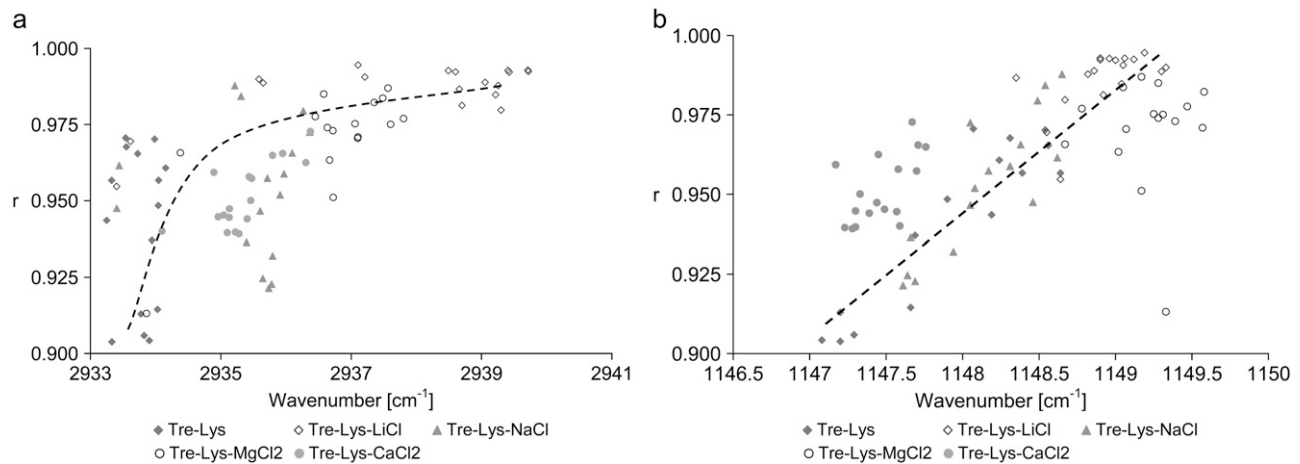 a
1.000
0.975
0.950
r
0.925
0.900
2933 2935 2937 2939 2941
Wavenumber [cm-1]
Tre-Lys Tre-Lys-LiCl Tre-Lys-NaCl
Tre-Lys-MgCl2 Tre-Lys-CaCl2
b
1.000
0.975
0.950
r
0.925
0.900
1146.5 1147 1147.5 1148 1148.5 1149 1149.5 1150
Wavenumber [cm-1]
Tre-Lys Tre-Lys-LiCl Tre-Lys-NaCl
Tre-Lys-MgCl2 Tre-Lys-CaCl2